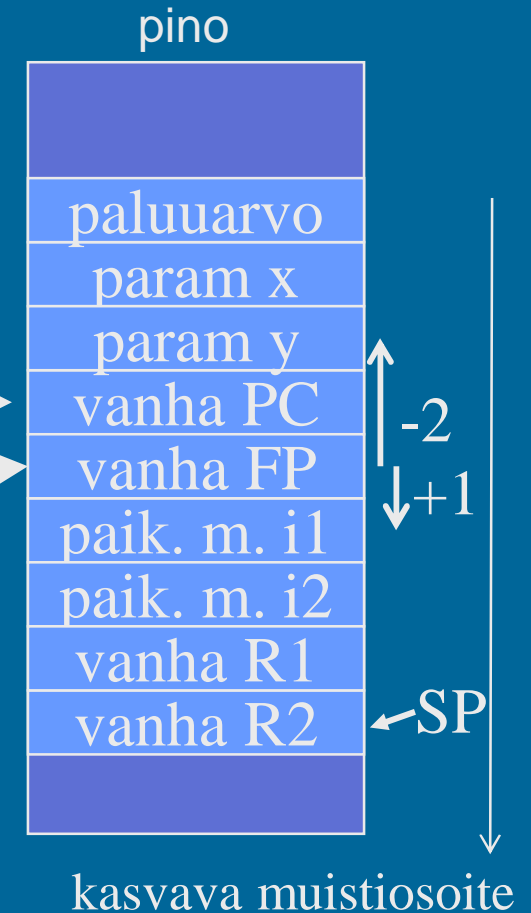 pino
paluuarvo
param x
param y
vanha PC
-2
vanha FP
+1
paik. m. i1
paik. m. i2
vanha R1
vanha R2
SP
kasvava muistiosoite